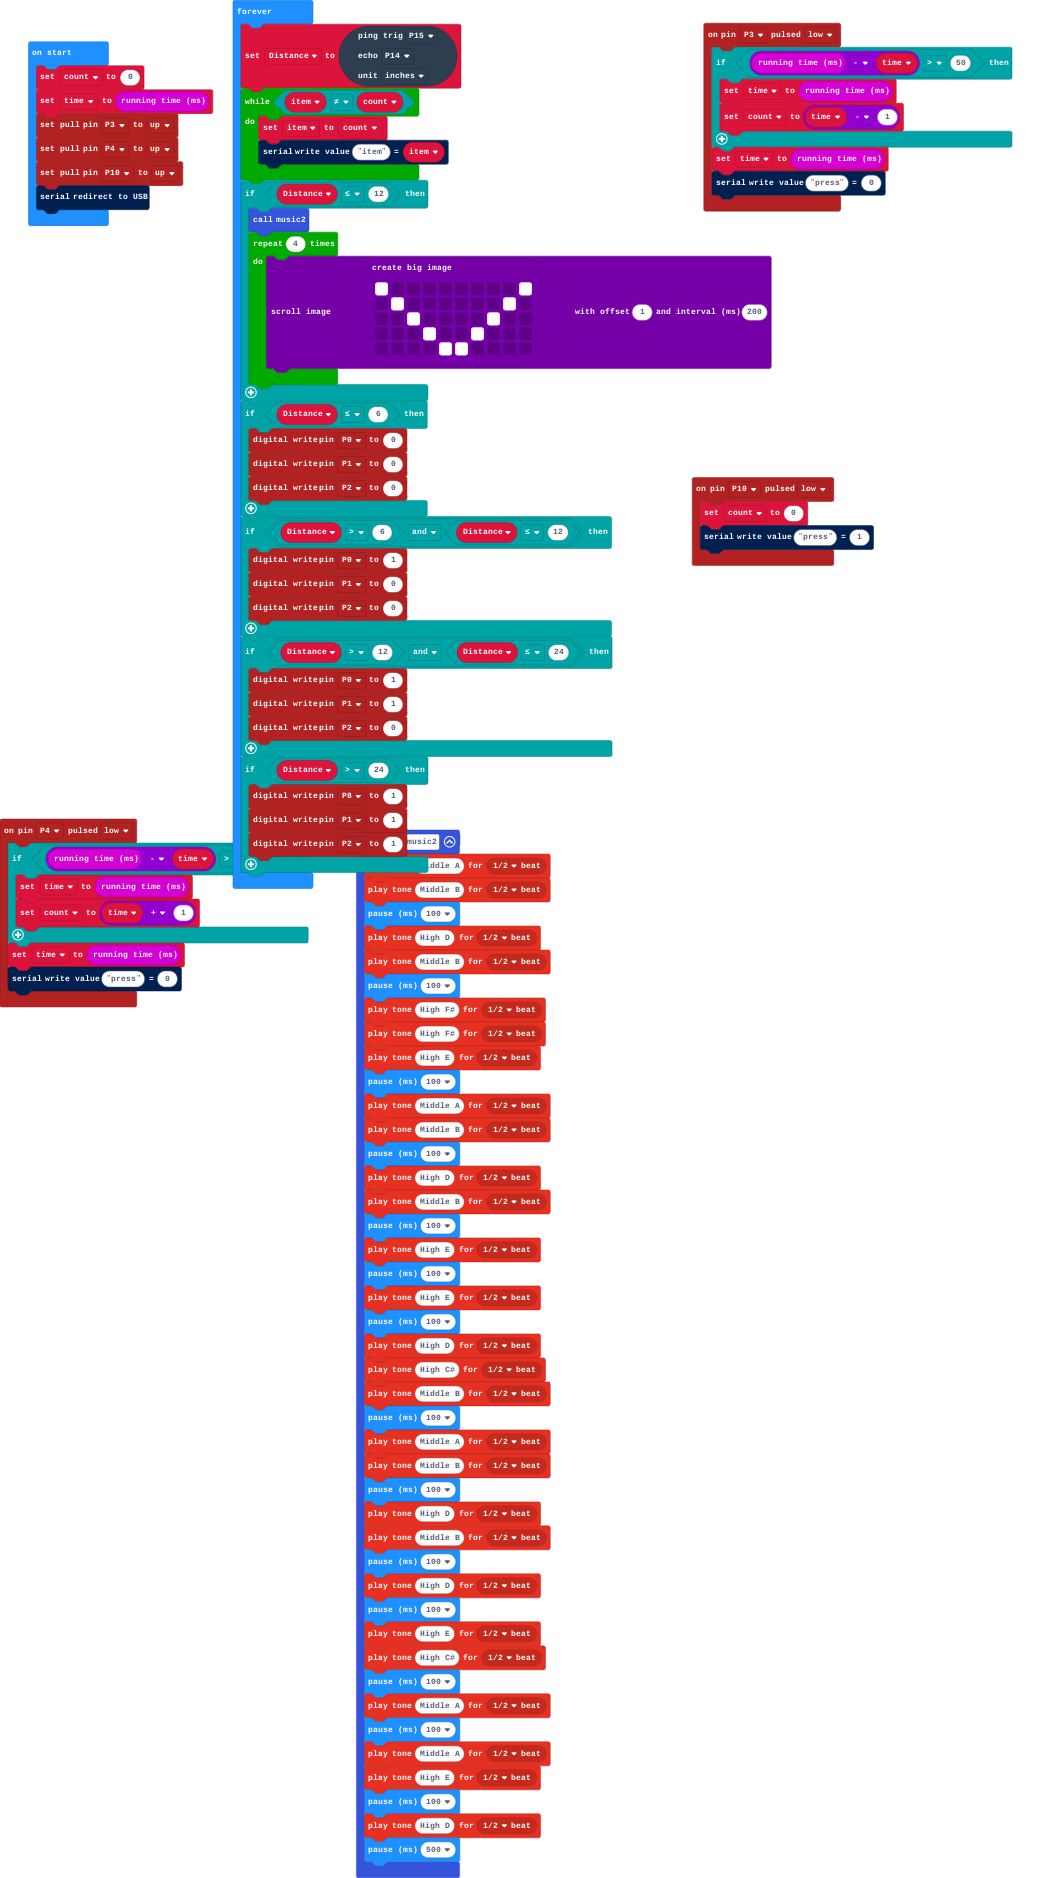 on start
set count to 0
set time to running time (ms)
set pull pin P3 to up
set pull pin P4 to up
set pull pin P10 to up
serial redirect to USB
forever
set Distance to
ping trig P15
echo P14
unit inches
while item ≠ count
do
set item to count
serial write value "item" = item
if Distance ≤ 12 then
call music2
repeat 4 times
do
create big image
scroll image with offset 1 and interval (ms) 200
if Distance ≤ 6 then
digital write pin P0 to 0
digital write pin P1 to 0
digital write pin P2 to 0
if Distance > 6 and Distance ≤ 12 then
digital write pin P0 to 1
digital write pin P1 to 0
digital write pin P2 to 0
if Distance > 12 and Distance ≤ 24 then
digital write pin P0 to 1
digital write pin P1 to 1
digital write pin P2 to 0
if Distance > 24 then
digital write pin P8 to 1
digital write pin P1 to 1
digital write pin P2 to 1
on pin P3 pulsed low
if running time (ms) - time > 50 then
set time to running time (ms)
set count to time - 1
set time to running time (ms)
serial write value "press" = 0
on pin P10 pulsed low
set count to 0
serial write value "press" = 1
on pin P4 pulsed low
if running time (ms) - time >
set time to running time (ms)
set count to time + 1
set time to running time (ms)
serial write value "press" = 0
music2
A for 1/2 beat
play tone Middle B for 1/2 beat
pause (ms) 100
play tone High D for 1/2 beat
play tone Middle B for 1/2 beat
pause (ms) 100
play tone High F# for 1/2 beat
play tone High F# for 1/2 beat
play tone High E for 1/2 beat
pause (ms) 100
play tone Middle A for 1/2 beat
play tone Middle B for 1/2 beat
pause (ms) 100
play tone High D for 1/2 beat
play tone Middle B for 1/2 beat
pause (ms) 100
play tone High E for 1/2 beat
pause (ms) 100
play tone High E for 1/2 beat
pause (ms) 100
play tone High D for 1/2 beat
play tone High C# for 1/2 beat
play tone Middle B for 1/2 beat
pause (ms) 100
play tone Middle A for 1/2 beat
play tone Middle B for 1/2 beat
pause (ms) 100
play tone High D for 1/2 beat
play tone Middle B for 1/2 beat
pause (ms) 100
play tone High D for 1/2 beat
pause (ms) 100
play tone High E for 1/2 beat
play tone High C# for 1/2 beat
pause (ms) 100
play tone Middle A for 1/2 beat
pause (ms) 100
play tone Middle A for 1/2 beat
play tone High E for 1/2 beat
pause (ms) 100
play tone High D for 1/2 beat
pause (ms) 500